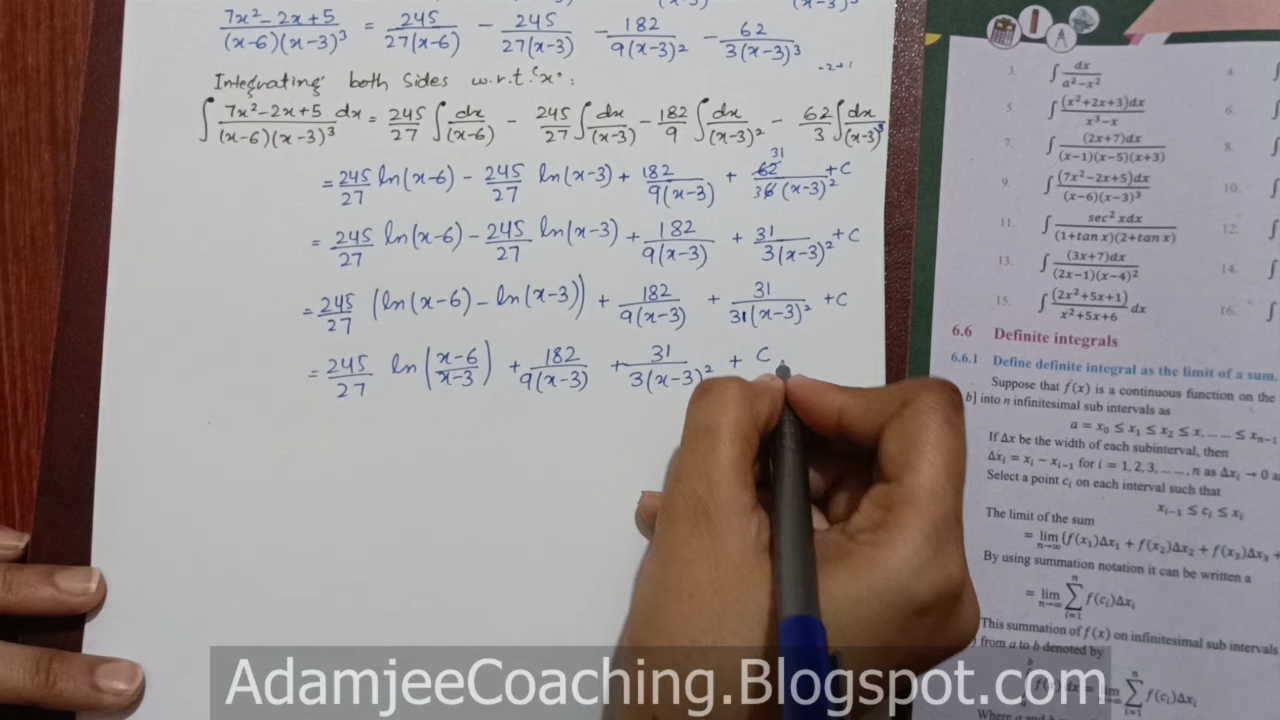 (7x²-2x+5)/((x-6)(x-3)³) = 245/(27(x-6)) - 245/(27(x-3)) - 182/(9(x-3)²) - 62/(3(x-3)³)
-2+1
Integrating both sides w.r.t 'x':
∫ (7x²-2x+5)/((x-6)(x-3)³) dx = 245/27 ∫ dx/(x-6) - 245/27 ∫ dx/(x-3) - 182/9 ∫ dx/(x-3)² - 62/3 ∫ dx/(x-3)³
= 245/27 ln(x-6) - 245/27 ln(x-3) + 182/(9(x-3)) + 62 31/(36(x-3)²) + C
= 245/27 ln(x-6) - 245/27 ln(x-3) + 182/(9(x-3)) + 31/(3(x-3)²) + C
= 245/27 (ln(x-6) - ln(x-3)) + 182/(9(x-3)) + 31/(3(x-3)²) + C
= 245/27 ln((x-6)/(x-3)) + 182/(9(x-3)) + 31/(3(x-3)²) + C
3. ∫ dx/(a²-x²) 4.
5. ∫ (x²+2x+3)dx/(x³-x) 6.
7. ∫ (2x+7)dx/((x-1)(x-5)(x+3)) 8.
9. ∫ (7x²-2x+5)dx/((x-6)(x-3)³) 10.
11. ∫ sec² xdx/((1+tan x)(2+tan x)) 12.
13. ∫ (3x+7)dx/((2x-1)(x-4)²) 14.
15. ∫ (2x²+5x+1)/(x²+5x+6) dx 16.
6.6 Definite integrals
6.6.1 Define definite integral as the limit of a sum.
Suppose that f(x) is a continuous function on the
b] into n infinitesimal sub intervals as
a = x₀ ≤ x₁ ≤ x₂ ≤ x, ...... ≤ xₙ₋₁
If Δx be the width of each subinterval, then
Δxᵢ = xᵢ - xᵢ₋₁ for i = 1, 2, 3, ......, n as Δxᵢ → 0
Select a point cᵢ on each interval such that
xᵢ₋₁ ≤ cᵢ ≤ xᵢ
The limit of the sum
= lim n→∞ {f(x₁)Δx₁ + f(x₂)Δx₂ + f(x₃)Δx₃ +
By using summation notation it can be written a
= lim n→∞ Σ i=1 n f(cᵢ)Δxᵢ
This summation of f(x) on infinitesimal sub intervals
from a to b denoted by
= lim n→∞ Σ i=1 n f(cᵢ)Δxᵢ
AdamjeeCoaching.Blogspot.com